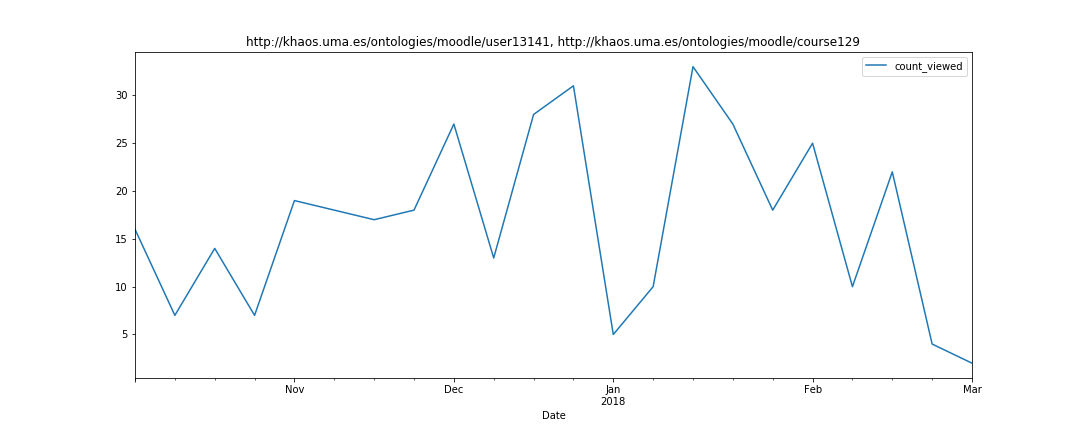 http://khaos.uma.es/ontologies/moodle/user13141, http://khaos.uma.es/ontologies/moodle/course129
count_viewed
30
25
20
15
10
5
Nov
Dec
Jan
2018
Feb
Mar
Date